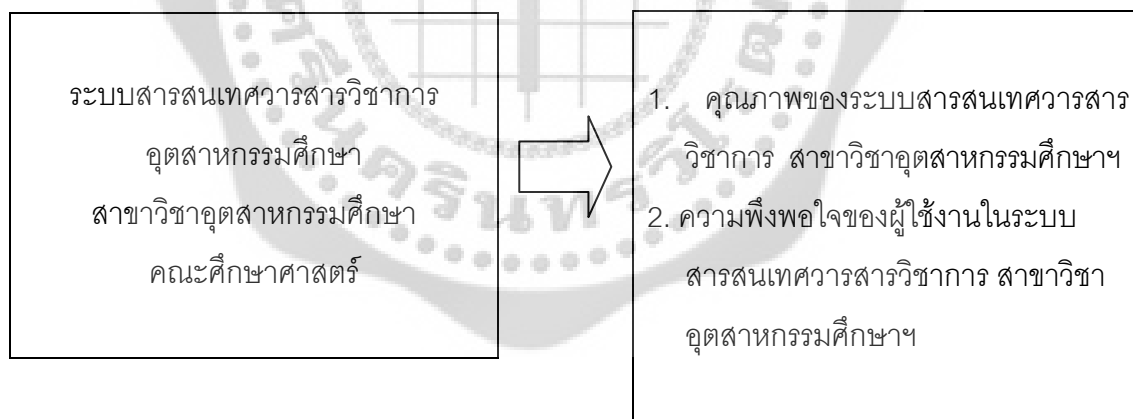 ระบบสารสนเทศวารสารวิชาการ
อุตสาหกรรมศึกษา
สาขาวิชาอุตสาหกรรมศึกษา
คณะศึกษาศาสตร์
1. คุณภาพของระบบสารสนเทศวารสาร
วิชาการ สาขาวิชาอุตสาหกรรมศึกษาฯ
2. ความพึงพอใจของผู้ใช้งานในระบบ
สารสนเทศวารสารวิชาการ สาขาวิชา
อุตสาหกรรมศึกษาฯ